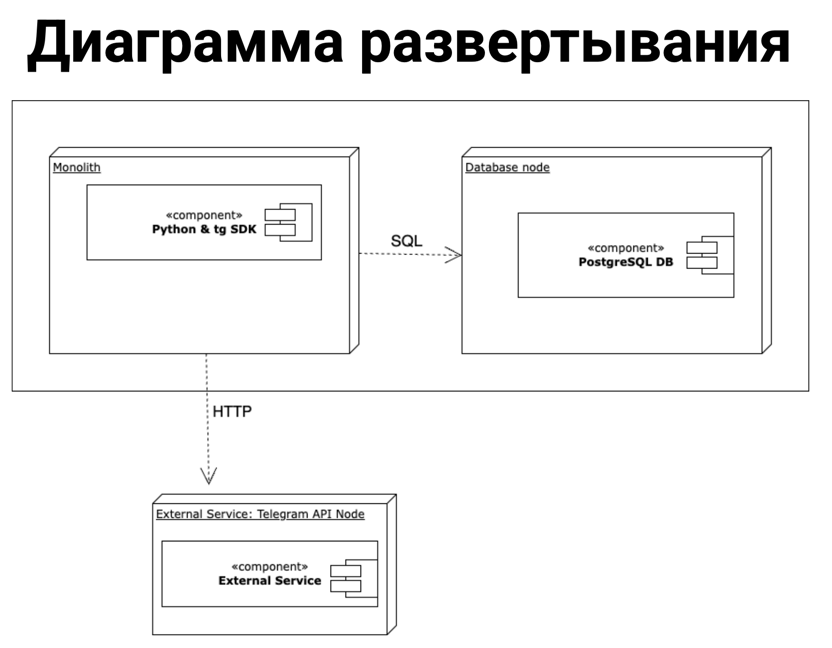 Диаграмма развертывания
Monolith
«component»
Python & tg SDK
SQL
Database node
«component»
PostgreSQL DB
HTTP
External Service: Telegram API Node
«component»
External Service